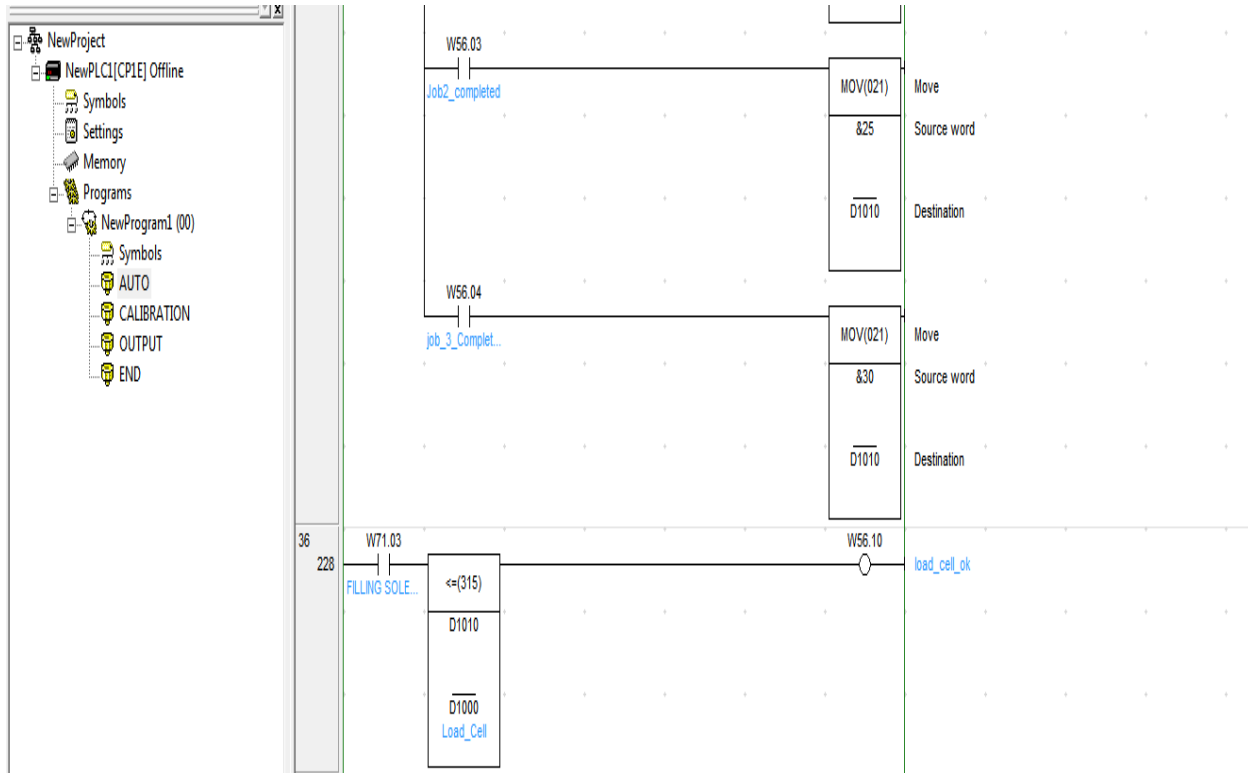 NewProject
NewPLC1[CP1E] Offline
Symbols
Settings
Memory
Programs
NewProgram1 (00)
Symbols
AUTO
CALIBRATION
OUTPUT
END
W56.03
Job2_completed
MOV(021) Move
&25 Source word
D1010 Destination
W56.04
job_3_Complet...
MOV(021) Move
&30 Source word
D1010 Destination
36
228
W71.03
FILLING SOLE...
<=(315)
D1010
D1000
Load_Cell
W56.10
load_cell_ok